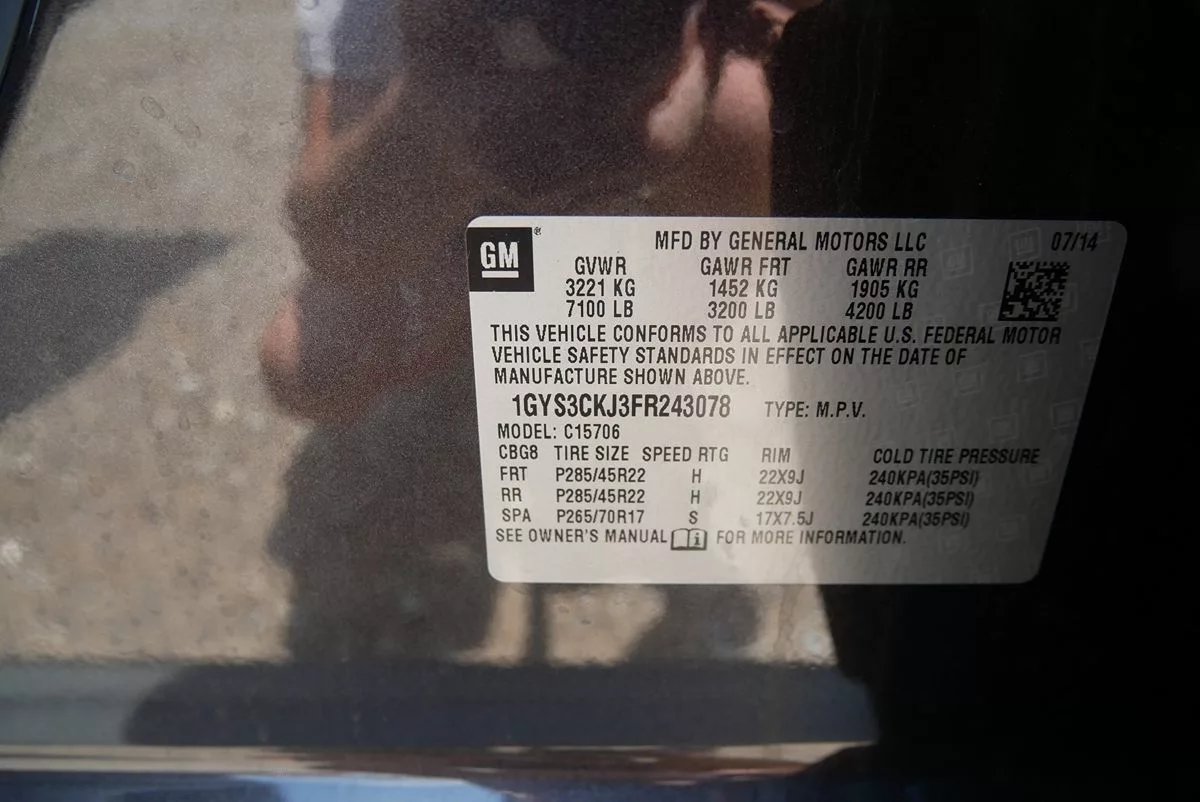 GM ®
MFD BY GENERAL MOTORS LLC 07/14
GVWR GAWR FRT GAWR RR
3221 KG 1452 KG 1905 KG
7100 LB 3200 LB 4200 LB
THIS VEHICLE CONFORMS TO ALL APPLICABLE U.S. FEDERAL MOTOR
VEHICLE SAFETY STANDARDS IN EFFECT ON THE DATE OF
MANUFACTURE SHOWN ABOVE.
1GYS3CKJ3FR243078 TYPE: M.P.V.
MODEL: C15706
CBG8 TIRE SIZE SPEED RTG RIM COLD TIRE PRESSURE
FRT P285/45R22 H 22X9J 240KPA(35PSI)
RR P285/45R22 H 22X9J 240KPA(35PSI)
SPA P265/70R17 S 17X7.5J 240KPA(35PSI)
SEE OWNER'S MANUAL i FOR MORE INFORMATION.